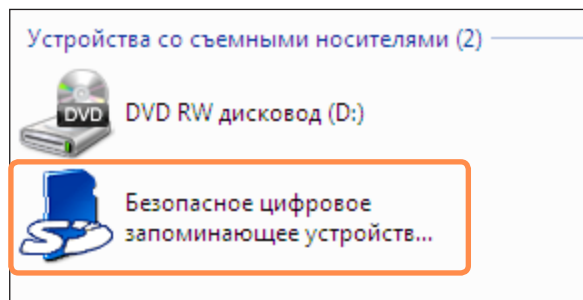 Устройства со съемными носителями (2)
DVD
DVD RW дисковод (D:)
Безопасное цифровое
запоминающее устройств...
SD